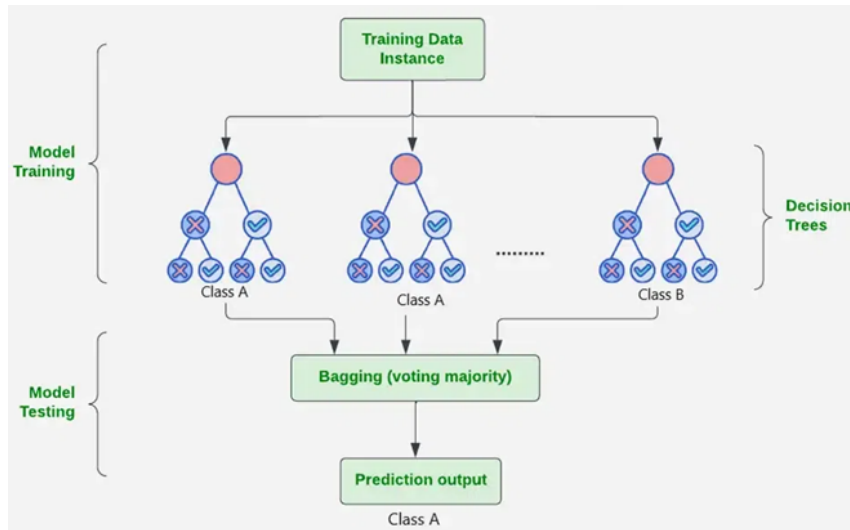 Training Data
Instance
Model
Training
Decision
Trees
.........
Class A
Class A
Class B
Bagging (voting majority)
Model
Testing
Prediction output
Class A